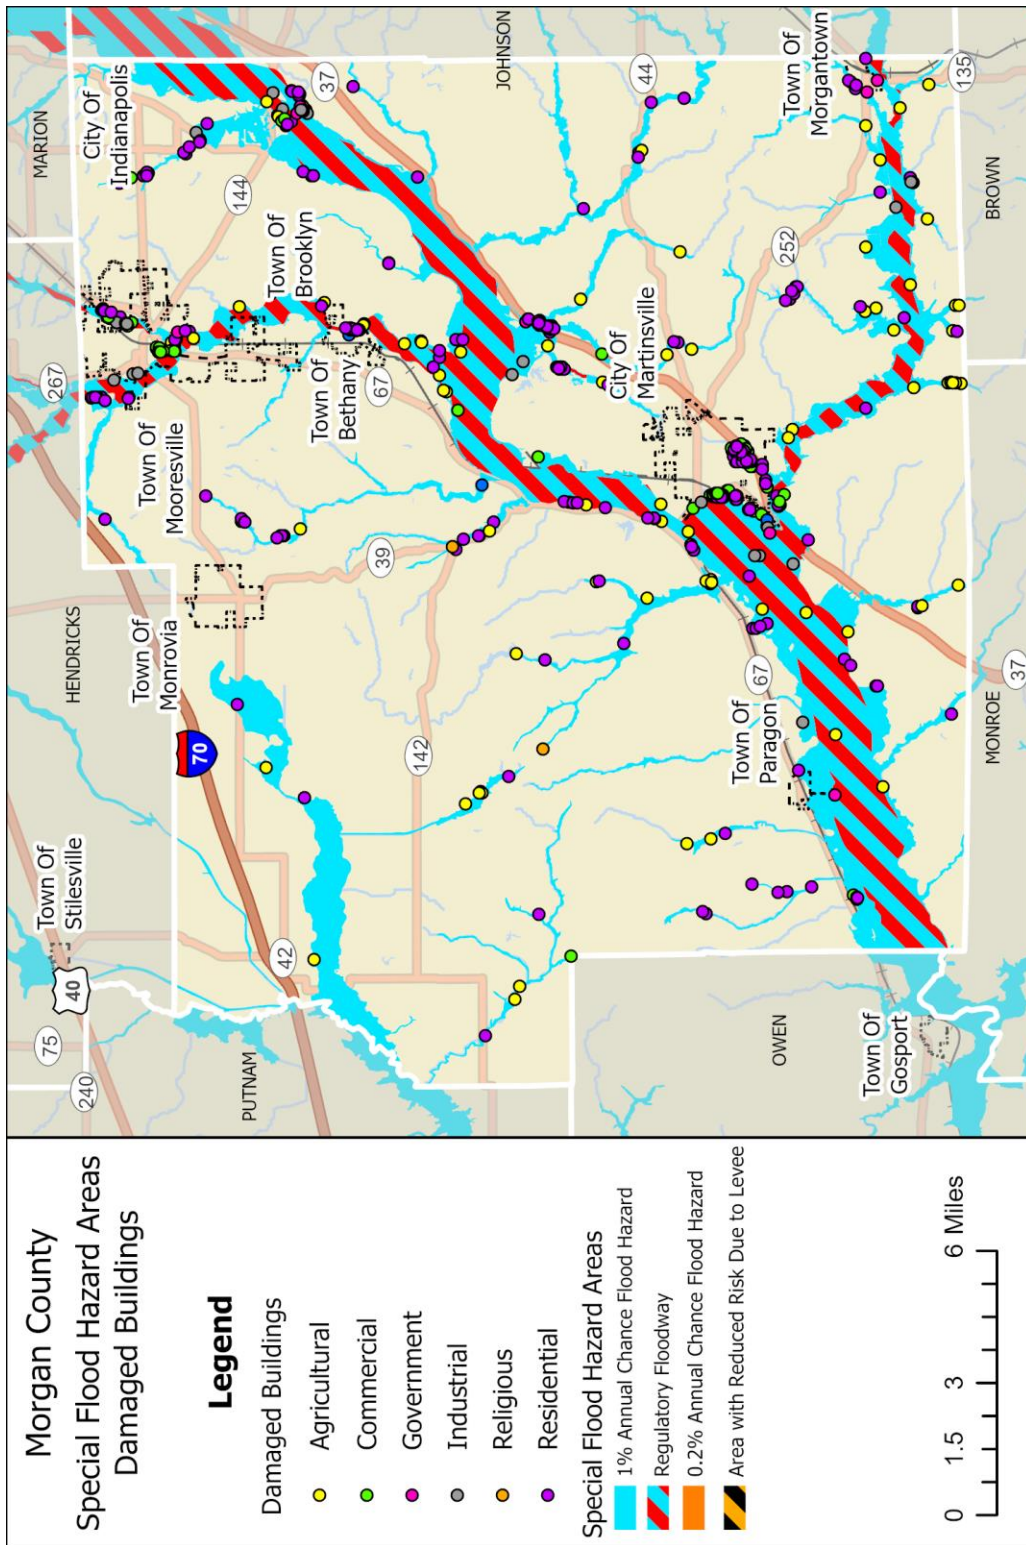 Morgan County
Special Flood Hazard Areas
Damaged Buildings
Legend
Damaged Buildings
Agricultural
Commercial
Government
Industrial
Religious
Residential
Special Flood Hazard Areas
1% Annual Chance Flood Hazard
Regulatory Floodway
0.2% Annual Chance Flood Hazard
Area with Reduced Risk Due to Levee
0 1.5 3 6 Miles
MARION
HENDRICKS
PUTNAM
JOHNSON
OWEN
MONROE
BROWN
Town Of
Stilesville
Town Of
Monrovia
Town Of
Mooresville
City Of
Indianapolis
Town Of
Brooklyn
Town Of
Bethany
City Of
Martinsville
Town Of
Morgantown
Town Of
Paragon
Town Of
Gosport
75
240
40
42
70
267
144
37
67
39
142
44
252
135
67
37